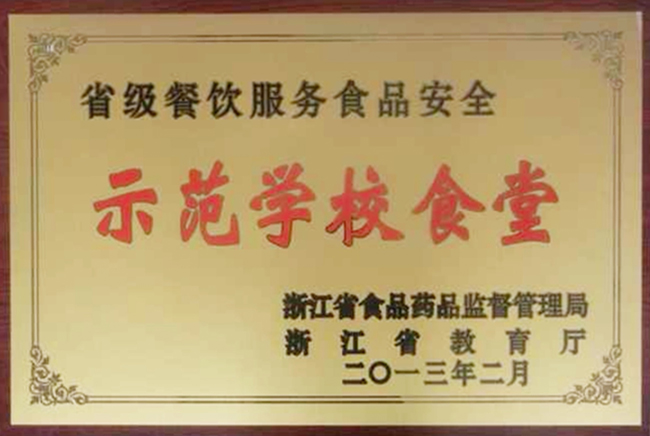 省级餐饮服务食品安全
示范学校食堂
浙江省食品药品监督管理局
浙江省教育厅
二〇一三年二月